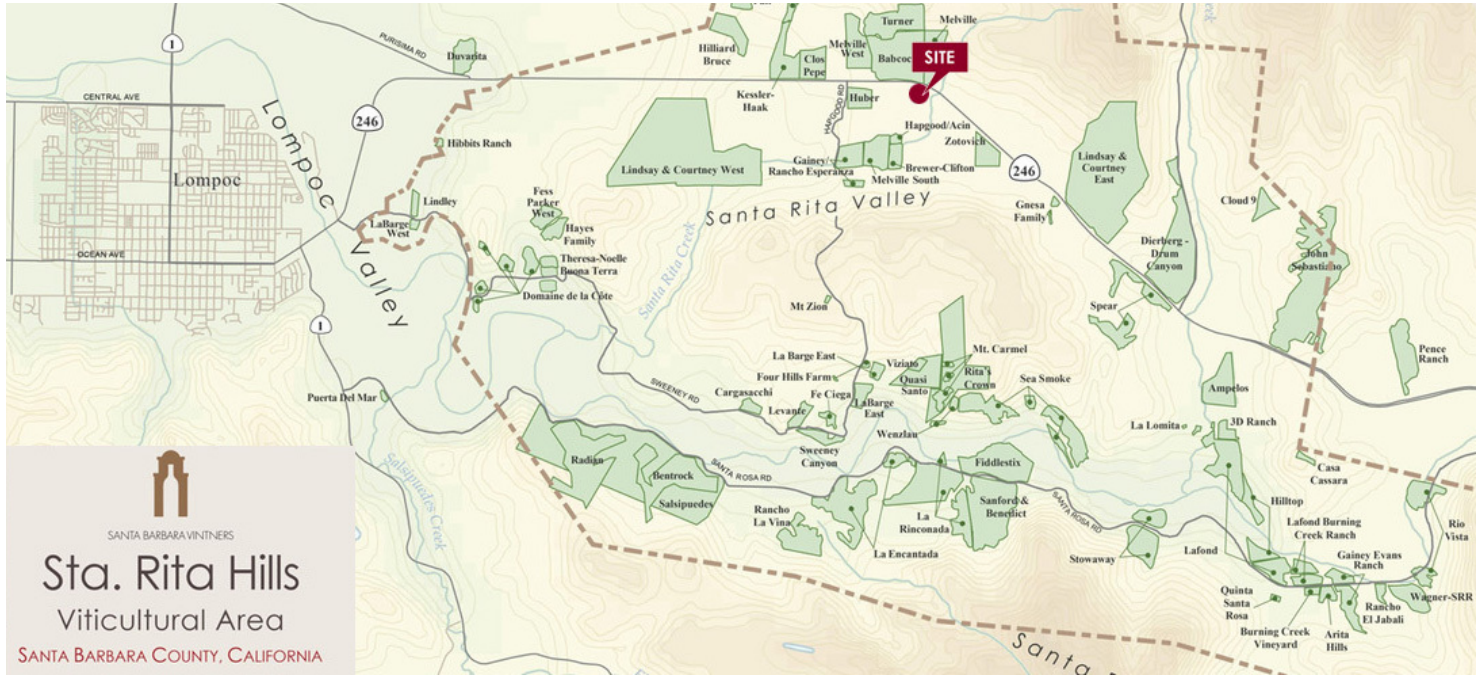 1
PURISIMA RD
Duvarita
Hilliard
Bruce
Turner
Melville
Melville
West
Babcoc
SITE
Clos
Pepe
Kessler-
Haak
CENTRAL AVE
246
Lompoc
Valley
Hibbits Ranch
HAPGOOD RD
Huber
Hapgood/Acin
Zotovich
Lindsay & Courtney West
Gainey's
Rancho Esperanza
Brewer-Clifton
Melville South
246
Lindsay &
Courtney
East
Lompoc
Lindley
LaBarge
West
Fess
Parker
West
Hayes
Family
Santa Rita Valley
Gnesa
Family
Cloud 9
OCEAN AVE
Theresa-Noelle
Buona Terra
Domaine de la Côte
Santa Rita Creek
Dierberg -
Drum
Canyon
John
Sebastiano
1
Mt Zion
Spear
Pence
Ranch
La Barge East
Four Hills Farm
Viziato
Mt. Carmel
Quasi
Santo
Rita's
Crown
Sea Smoke
SWEENEY RD
Cargasacchi
Levante
Fe Ciega
LaBarge
East
Ampelos
Puerta Del Mar
Wenzlau
La Lomita
3D Ranch
Sweeney
Canyon
Radian
Bentrock
Salsipuedes
SANTA ROSA RD
Fiddlestix
Casa
Cassara
Salsipuedes
Creek
Rancho
La Vina
La
Rinconada
Sanford &
Benedict
SANTA ROSA RD
Hilltop
La Encantada
Stowaway
Lafond
Lafond Burning
Creek Ranch
Gainey Evans
Ranch
Rio
Vista
Quinta
Santa
Rosa
Burning Creek
Vineyard
Arita
Hills
Rancho
El Jabali
Wagner-SRR
Santa
SANTA BARBARA VINTNERS
Sta. Rita Hills
Viticultural Area
SANTA BARBARA COUNTY, CALIFORNIA